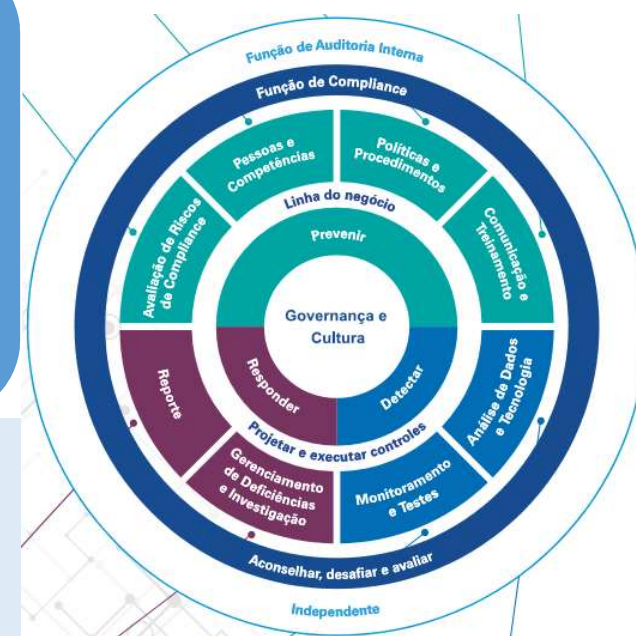 Função de Auditoria Interna
Função de Compliance
Pessoas e
Competências
Políticas e
Procedimentos
Linha do negócio
Avaliação de Riscos
de Compliance
Prevenir
Comunicação e
Treinamento
Governança e
Cultura
Reporte
Responder
Detectar
Análise de Dados
e Tecnologia
Projetar e executar controles
Gerenciamento
de Deficiências
e Investigação
Monitoramento
e Testes
Aconselhar, desafiar e avaliar
Independente